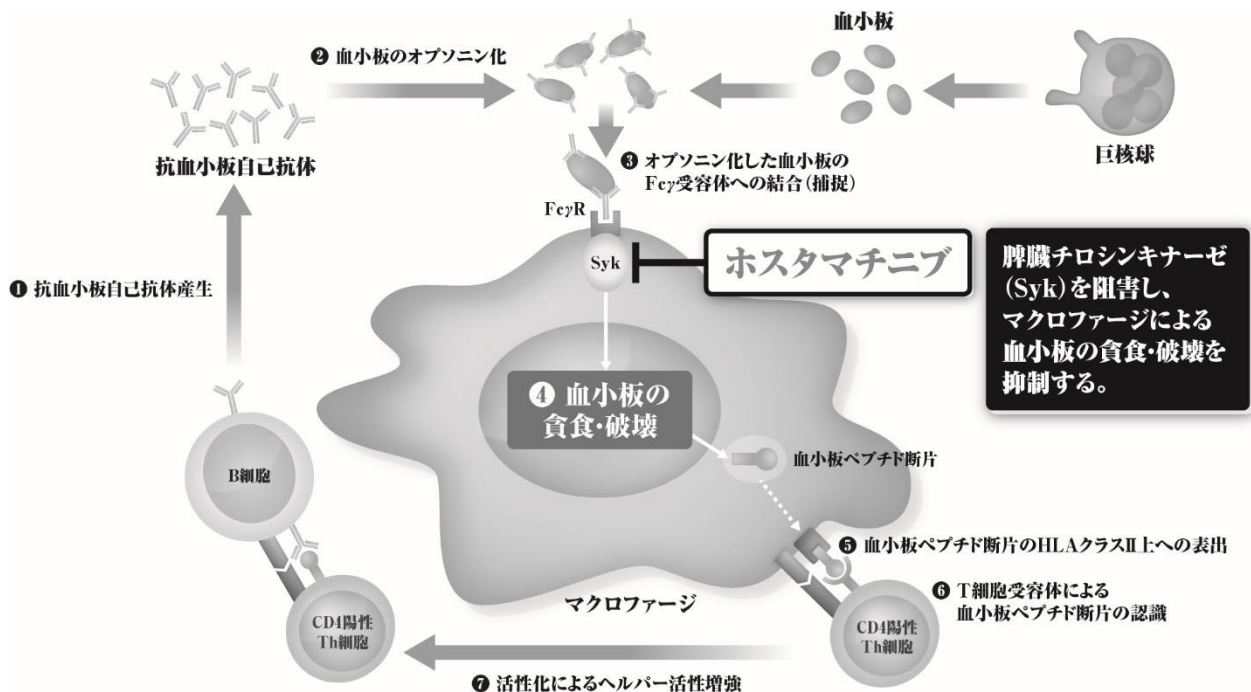 血小板
❷ 血小板のオプソニン化
抗血小板自己抗体
巨核球
❸ オプソニン化した血小板の
Fcγ受容体への結合（捕捉）
FcγR
Syk
ホスタマチニブ
脾臓チロシンキナーゼ
（Syk）を阻害し、
マクロファージによる
血小板の貪食・破壊を
抑制する。
❶ 抗血小板自己抗体産生
❹ 血小板の
貪食・破壊
血小板ペプチド断片
B細胞
❺ 血小板ペプチド断片のHLAクラスⅡ上への表出
❻ T細胞受容体による
血小板ペプチド断片の認識
マクロファージ
CD4陽性
Th細胞
CD4陽性
Th細胞
❼ 活性化によるヘルパー活性増強